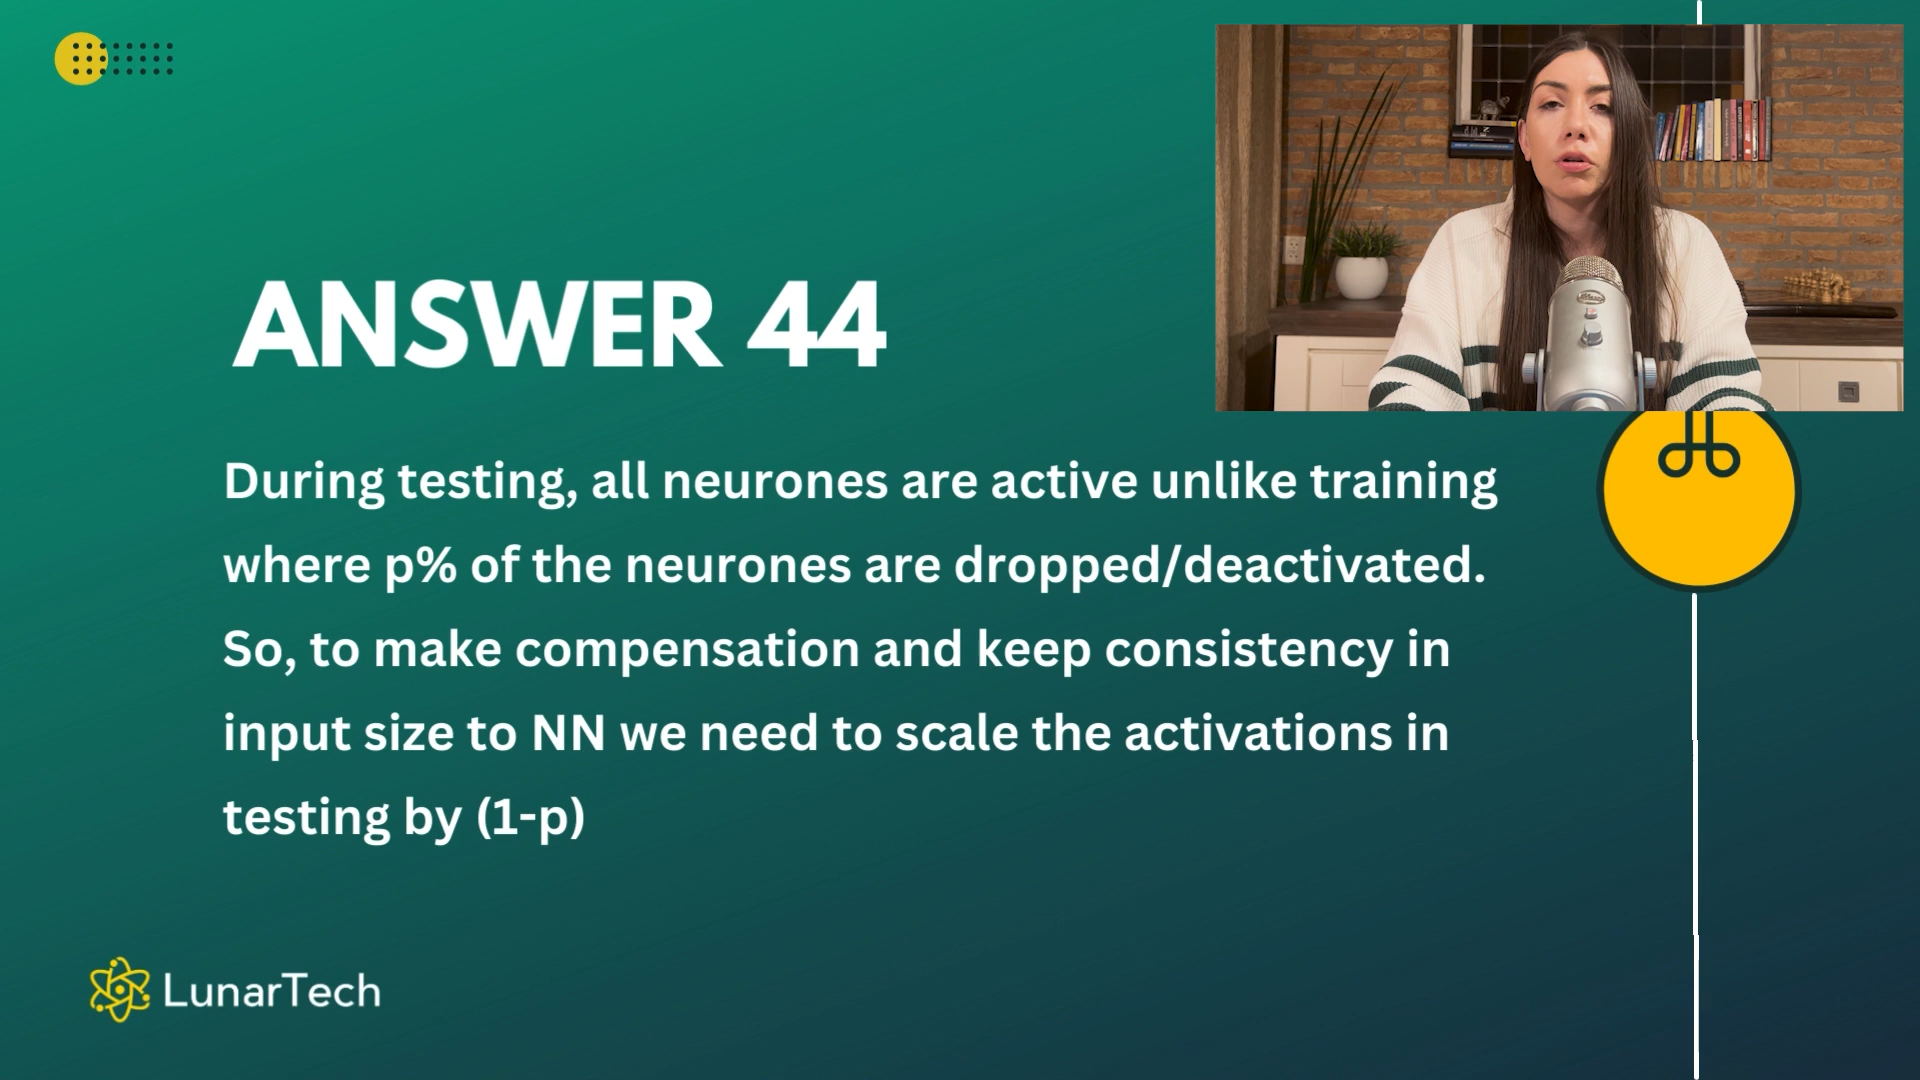 ANSWER 44
During testing, all neurones are active unlike training
where p% of the neurones are dropped/deactivated.
So, to make compensation and keep consistency in
input size to NN we need to scale the activations in
testing by (1-p)
LunarTech